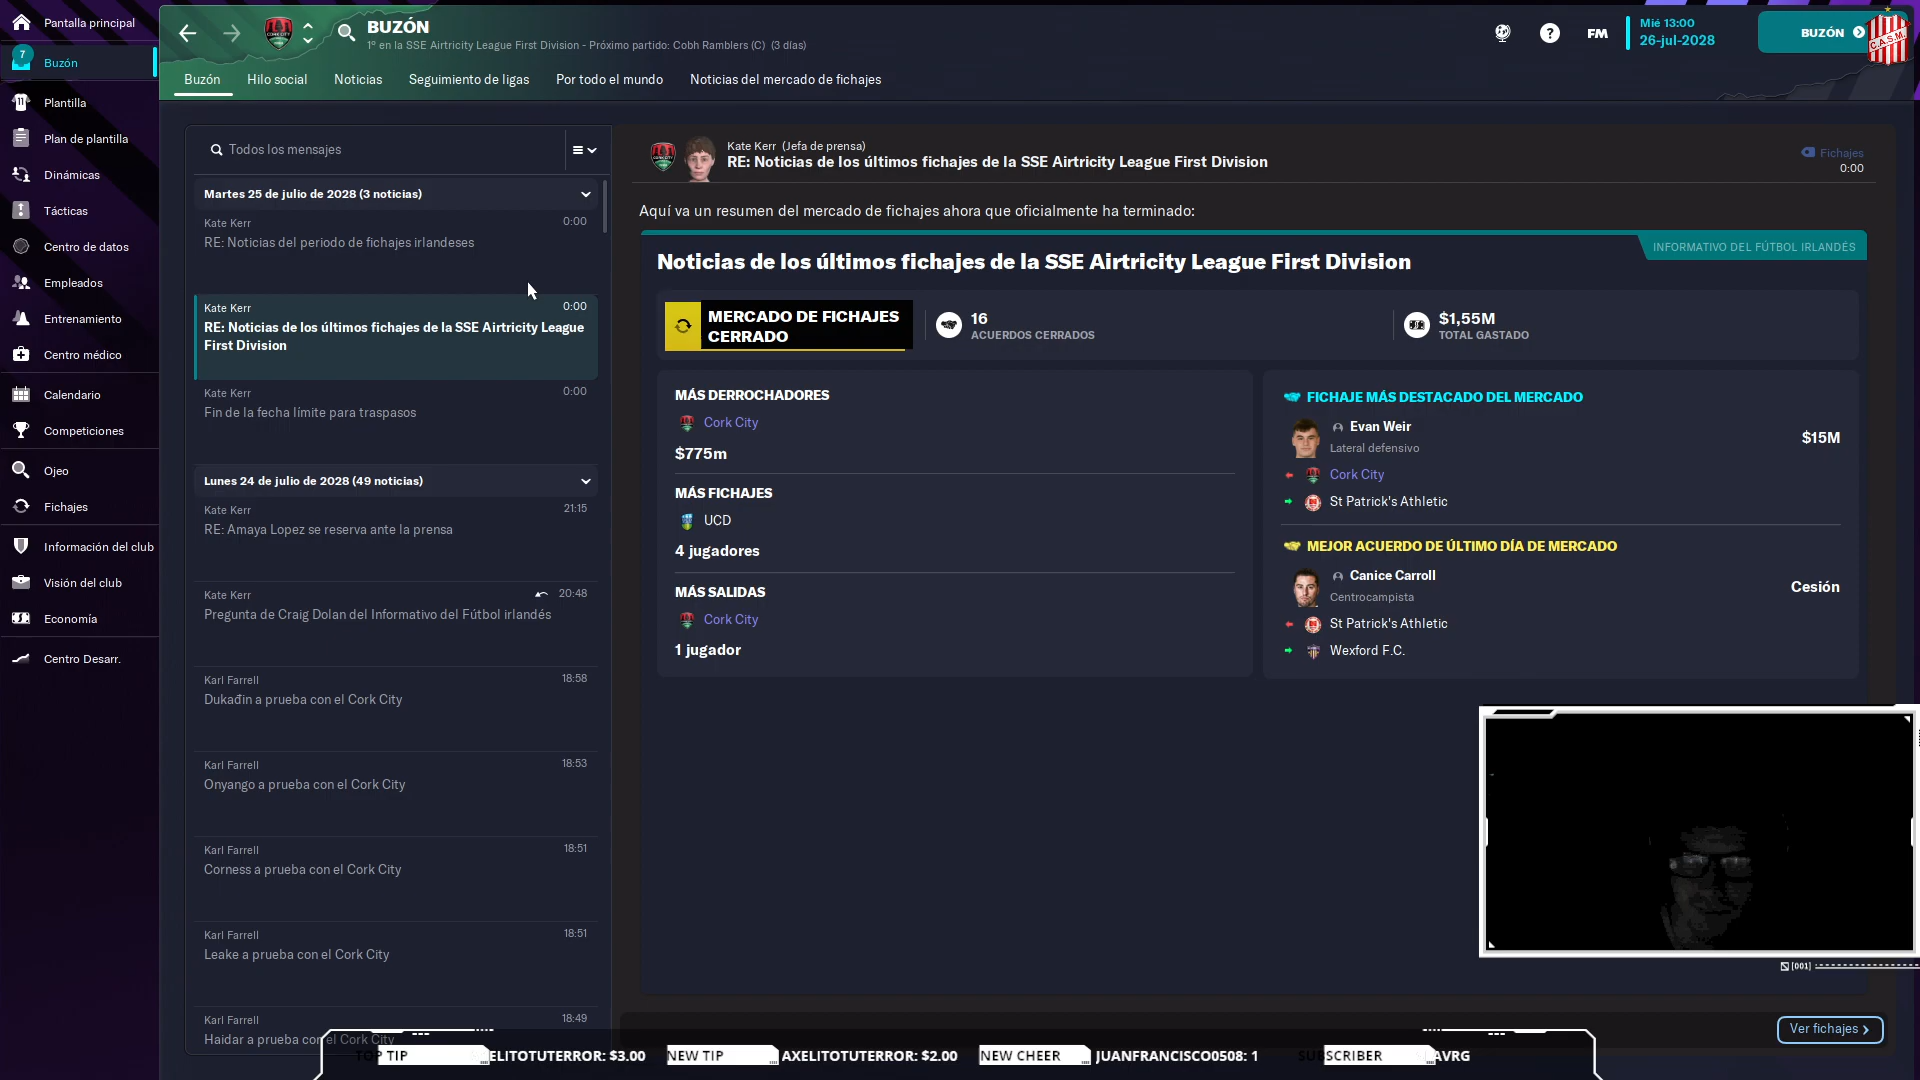 Pantalla principal
7
Buzón
Plantilla
Plan de plantilla
Dinámicas
Tácticas
Centro de datos
Empleados
Entrenamiento
Centro médico
Calendario
Competiciones
Ojeo
Fichajes
Información del club
Visión del club
Economía
Centro Desarr.
BUZÓN
1º en la SSE Airtricity League First Division - Próximo partido: Cobh Ramblers (C) (3 días)
FM
Mié 13:00
26-jul-2028
BUZÓN
C.A.S.M.
Buzón
Hilo social
Noticias
Seguimiento de ligas
Por todo el mundo
Noticias del mercado de fichajes
Todos los mensajes
Martes 25 de julio de 2028 (3 noticias)
Kate Kerr 0:00
RE: Noticias del periodo de fichajes irlandeses
Kate Kerr 0:00
RE: Noticias de los últimos fichajes de la SSE Airtricity League
First Division
Kate Kerr 0:00
Fin de la fecha límite para traspasos
Lunes 24 de julio de 2028 (49 noticias)
Kate Kerr 21:15
RE: Amaya Lopez se reserva ante la prensa
Kate Kerr 20:48
Pregunta de Craig Dolan del Informativo del Fútbol irlandés
Karl Farrell 18:58
Dukađin a prueba con el Cork City
Karl Farrell 18:53
Onyango a prueba con el Cork City
Karl Farrell 18:51
Corness a prueba con el Cork City
Karl Farrell 18:51
Leake a prueba con el Cork City
Karl Farrell 18:49
Haidar a prueba con el Cork City
Kate Kerr (Jefa de prensa)
RE: Noticias de los últimos fichajes de la SSE Airtricity League First Division
Fichajes
0:00
Aquí va un resumen del mercado de fichajes ahora que oficialmente ha terminado:
INFORMATIVO DEL FÚTBOL IRLANDÉS
Noticias de los últimos fichajes de la SSE Airtricity League First Division
MERCADO DE FICHAJES
CERRADO
16
ACUERDOS CERRADOS
$1,55M
TOTAL GASTADO
MÁS DERROCHADORES
Cork City
$775m
MÁS FICHAJES
UCD
4 jugadores
MÁS SALIDAS
Cork City
1 jugador
FICHAJE MÁS DESTACADO DEL MERCADO
Evan Weir
Lateral defensivo
$15M
Cork City
St Patrick's Athletic
MEJOR ACUERDO DE ÚLTIMO DÍA DE MERCADO
Canice Carroll
Centrocampista
Cesión
St Patrick's Athletic
Wexford F.C.
[001]
Ver fichajes
TOP TIP
ELITOTUTERROR: $3.00
NEW TIP
AXELITOTUTERROR: $2.00
NEW CHEER
JUANFRANCISCO0508: 1
SUBSCRIBER